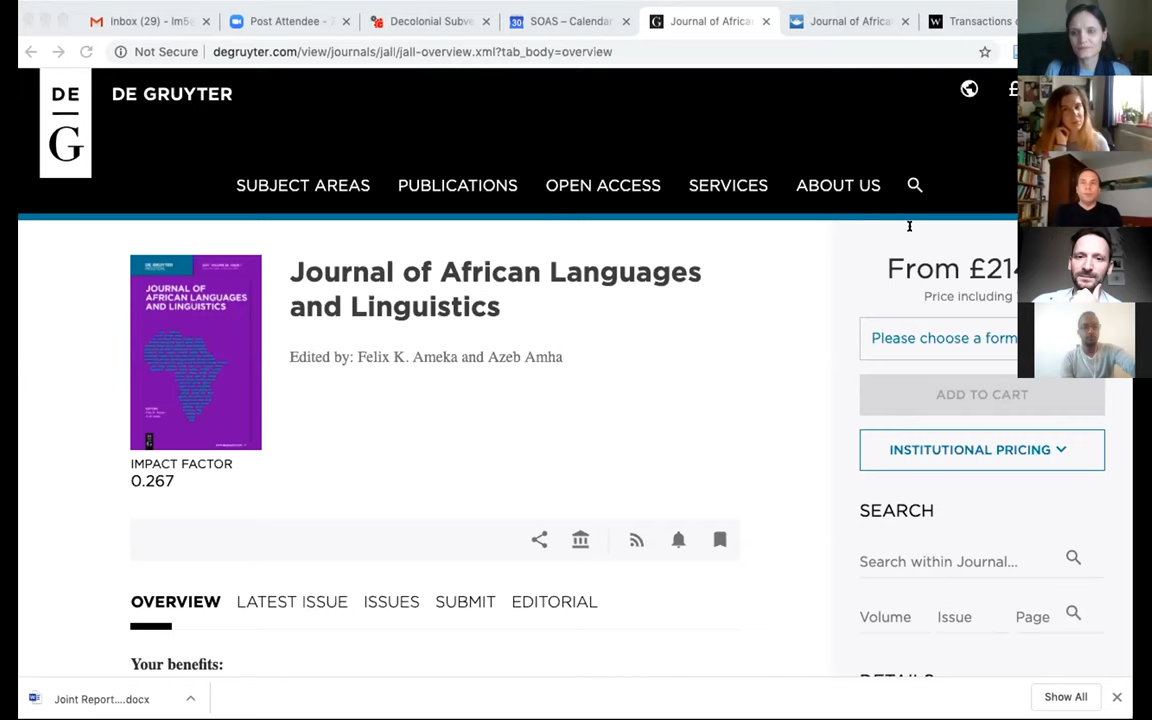 Inbox (29) – lm5
Post Attendee -
Decolonial Subve
SOAS – Calenda
Journal of Africa
Journal of Africa
Transactions
Not Secure
degruyter.com/view/journals/jall/jall-overview.xml?tab_body=overview
DE
G
DE GRUYTER
£
SUBJECT AREAS
PUBLICATIONS
OPEN ACCESS
SERVICES
ABOUT US
JOURNAL OF
AFRICAN LANGUAGES
AND LINGUISTICS
Journal of African Languages
and Linguistics
Edited by: Felix K. Ameka and Azeb Amha
IMPACT FACTOR
0.267
From £214
Price including
Please choose a form
ADD TO CART
INSTITUTIONAL PRICING
SEARCH
Search within Journal...
Volume
Issue
Page
OVERVIEW
LATEST ISSUE
ISSUES
SUBMIT
EDITORIAL
Your benefits:
Joint Report....docx
Show All